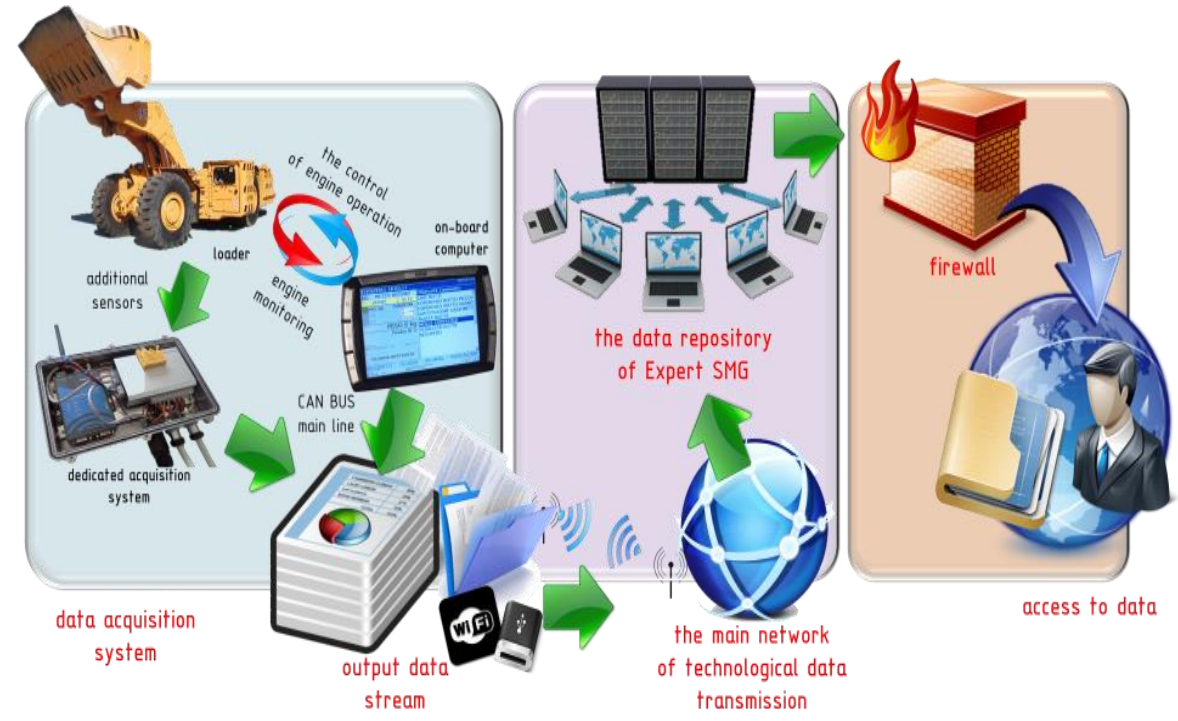 the control
of engine operation
on-board
computer
loader
engine
monitoring
additional
sensors
CAN BUS
main line
dedicated acquisition
system
data acquisition
system
Wi Fi
output data
stream
the data repository
of Expert SMG
the main network
of technological data
transmission
firewall
access to data